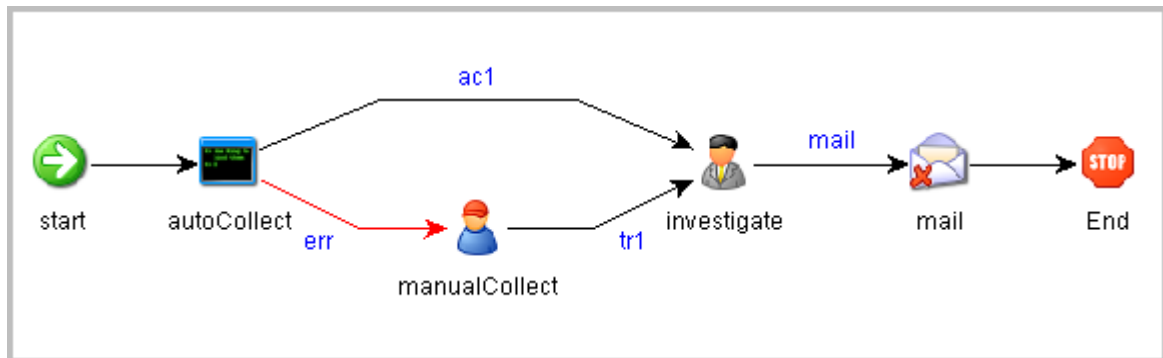 ac1
mail
STOP
start
autoCollect
err
manualCollect
tr1
investigate
mail
End